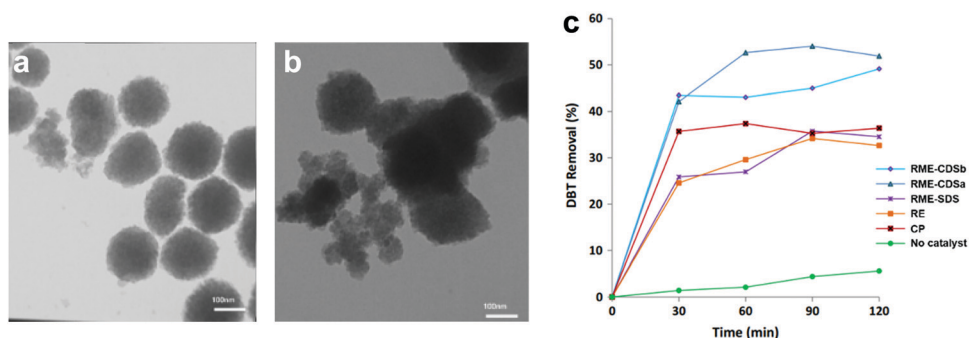 a
100nm
b
100nm
c
DBT Removal (%)
60
50
40
30
20
10
0
0 30 60 90 120
Time (min)
RME-CDSb
RME-CDSa
RME-SDS
RE
CP
No catalyst